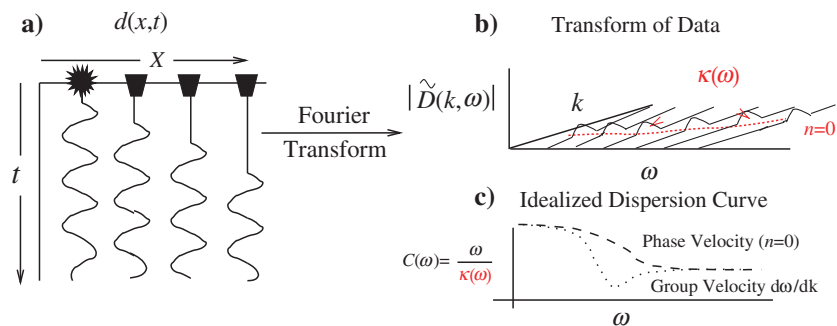 a)
d(x,t)
X
t
Fourier
Transform
b)
Transform of Data
|D̃(k,ω)|
k
κ(ω)
n=0
ω
c)
Idealized Dispersion Curve
C(ω)= ω / κ(ω)
Phase Velocity (n=0)
Group Velocity dω/dk
ω